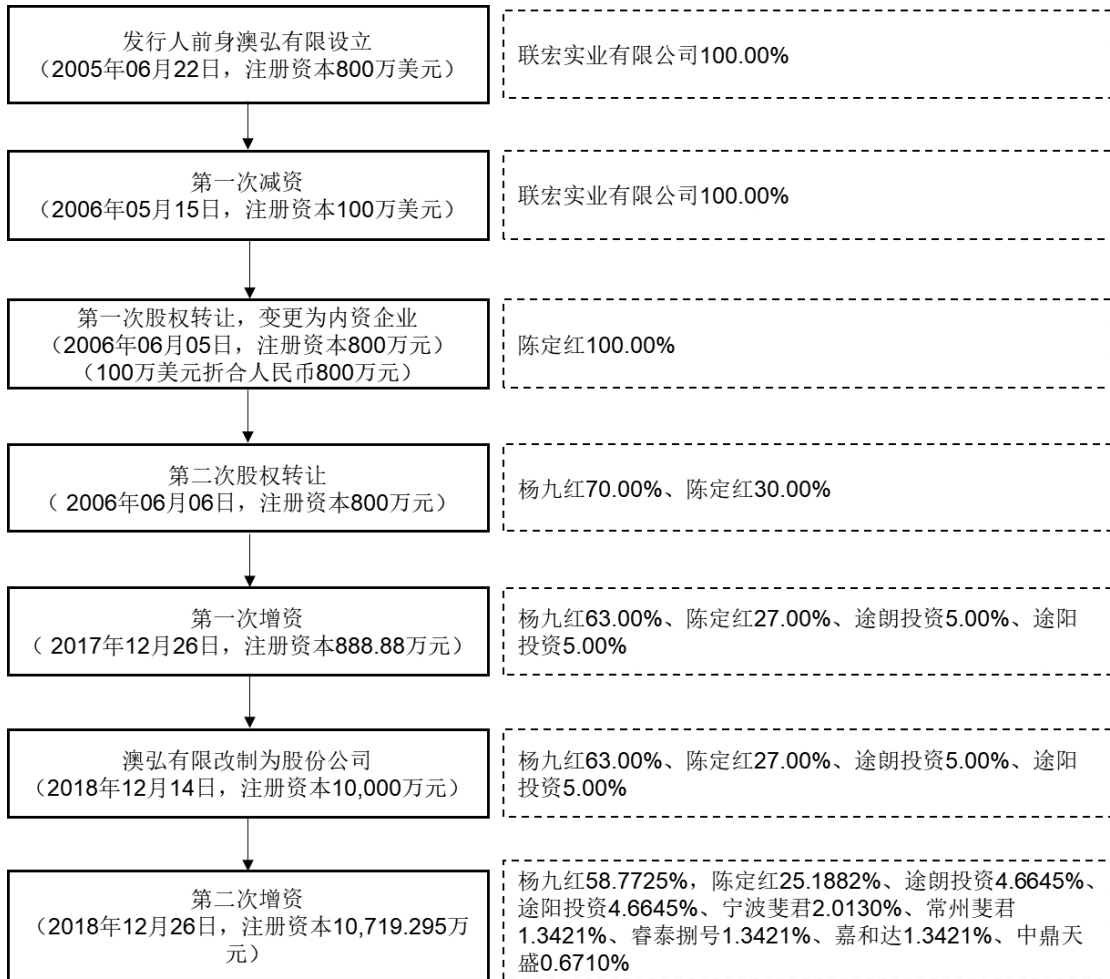 发行人前身澳弘有限设立
（2005年06月22日，注册资本800万美元）
联宏实业有限公司100.00%
第一次减资
（2006年05月15日，注册资本100万美元）
联宏实业有限公司100.00%
第一次股权转让，变更为内资企业
（2006年06月05日，注册资本800万元）
（100万美元折合人民币800万元）
陈定红100.00%
第二次股权转让
（ 2006年06月06日，注册资本800万元）
杨九红70.00%、陈定红30.00%
第一次增资
（ 2017年12月26日，注册资本888.88万元）
杨九红63.00%、陈定红27.00%、途朗投资5.00%、途阳
投资5.00%
澳弘有限改制为股份公司
（2018年12月14日，注册资本10,000万元）
杨九红63.00%、陈定红27.00%、途朗投资5.00%、途阳
投资5.00%
第二次增资
（2018年12月26日，注册资本10,719.295万
元）
杨九红58.7725%，陈定红25.1882%、途朗投资4.6645%、
途阳投资4.6645%、宁波斐君2.0130%、常州斐君
1.3421%、睿泰捌号1.3421%、嘉和达1.3421%、中鼎天
盛0.6710%